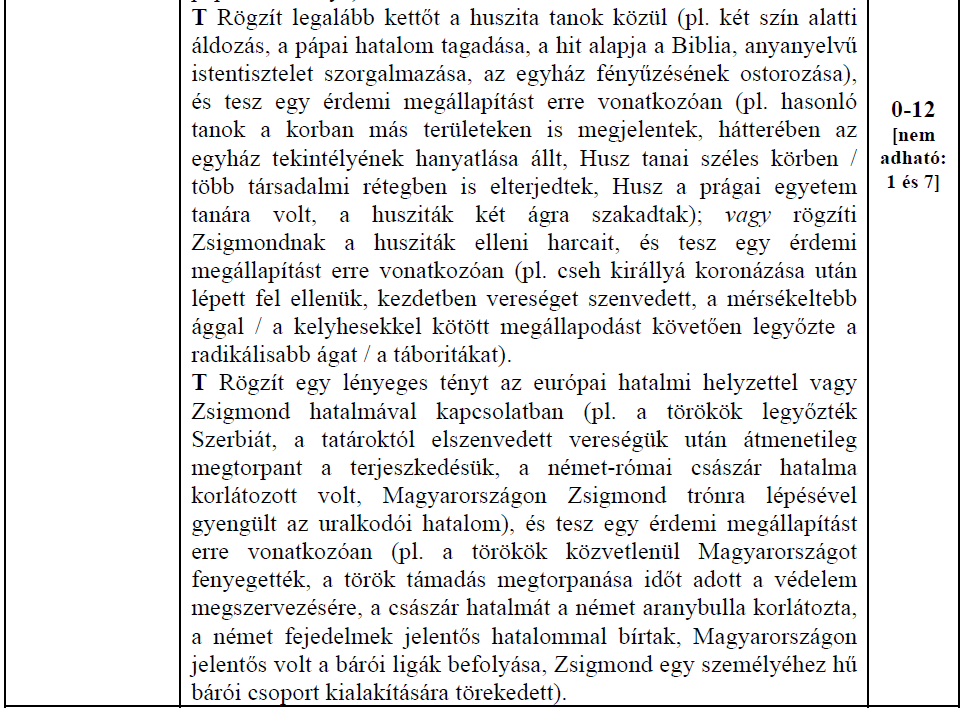 T Rögzít legalább kettőt a huszita tanok közül (pl. két szín alatti
áldozás, a pápai hatalom tagadása, a hit alapja a Biblia, anyanyelvű
istentisztelet szorgalmazása, az egyház fényűzésének ostorozása),
és tesz egy érdemi megállapítást erre vonatkozóan (pl. hasonló
tanok a korban más területeken is megjelentek, hátterében az
egyház tekintélyének hanyatlása állt, Husz tanai széles körben /
több társadalmi rétegben is elterjedtek, Husz a prágai egyetem
tanára volt, a husziták két ágra szakadtak); vagy rögzíti
Zsigmondnak a husziták elleni harcait, és tesz egy érdemi
megállapítást erre vonatkozóan (pl. cseh királlyá koronázása után
lépett fel ellenük, kezdetben vereséget szenvedett, a mérsékeltebb
ággal / a kelyhesekkel kötött megállapodást követően legyőzte a
radikálisabb ágat / a táboritákat).
T Rögzít egy lényeges tényt az európai hatalmi helyzettel vagy
Zsigmond hatalmával kapcsolatban (pl. a törökök legyőzték
Szerbiát, a tatároktól elszenvedett vereségük után átmenetileg
megtorpant a terjeszkedésük, a német-római császár hatalma
korlátozott volt, Magyarországon Zsigmond trónra lépésével
gyengült az uralkodói hatalom), és tesz egy érdemi megállapítást
erre vonatkozóan (pl. a törökök közvetlenül Magyarországot
fenyegették, a török támadás megtorpanása időt adott a védelem
megszervezésére, a császár hatalmát a német aranybulla korlátozta,
a német fejedelmek jelentős hatalommal bírtak, Magyarországon
jelentős volt a bárói ligák befolyása, Zsigmond egy személyéhez hű
bárói csoport kialakítására törekedett).
0-12
[nem
adható:
1 és 7]